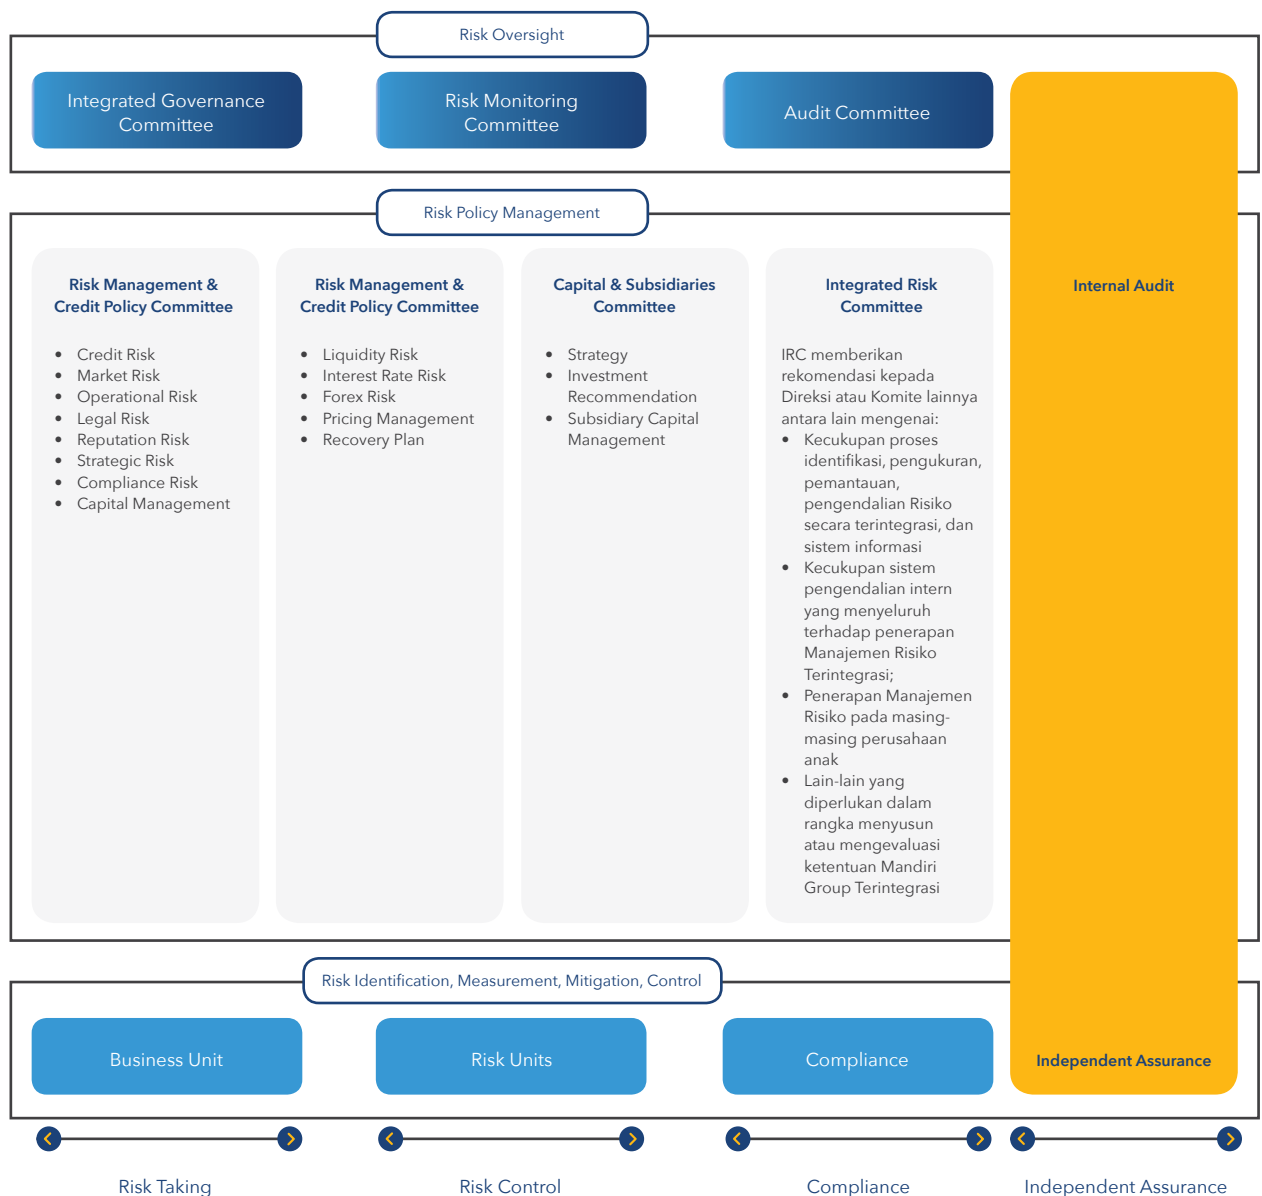 Risk Oversight
Integrated Governance
Committee
Risk Monitoring
Committee
Audit Committee
Risk Policy Management
Risk Management &
Credit Policy Committee
• Credit Risk
• Market Risk
• Operational Risk
• Legal Risk
• Reputation Risk
• Strategic Risk
• Compliance Risk
• Capital Management
Risk Management &
Credit Policy Committee
• Liquidity Risk
• Interest Rate Risk
• Forex Risk
• Pricing Management
• Recovery Plan
Capital & Subsidiaries
Committee
• Strategy
• Investment
Recommendation
• Subsidiary Capital
Management
Integrated Risk
Committee
IRC memberikan
rekomendasi kepada
Direksi atau Komite lainnya
antara lain mengenai:
• Kecukupan proses
identifikasi, pengukuran,
pemantauan,
pengendalian Risiko
secara terintegrasi, dan
sistem informasi
• Kecukupan sistem
pengendalian intern
yang menyeluruh
terhadap penerapan
Manajemen Risiko
Terintegrasi;
• Penerapan Manajemen
Risiko pada masing-
masing perusahaan
anak
• Lain-lain yang
diperlukan dalam
rangka menyusun
atau mengevaluasi
ketentuan Mandiri
Group Terintegrasi
Internal Audit
Risk Identification, Measurement, Mitigation, Control
Business Unit
Risk Units
Compliance
Independent Assurance
Risk Taking
Risk Control
Compliance
Independent Assurance